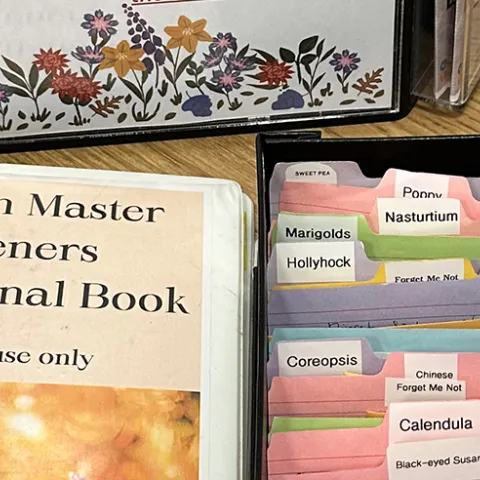 n Master
eners
nal Book
use only
SWEET PEA
Poppy
Nasturtium
Marigolds
Hollyhock
Forget Me Not
Coreopsis
Chinese
Forget Me Not
Calendula
Black-eyed Susan